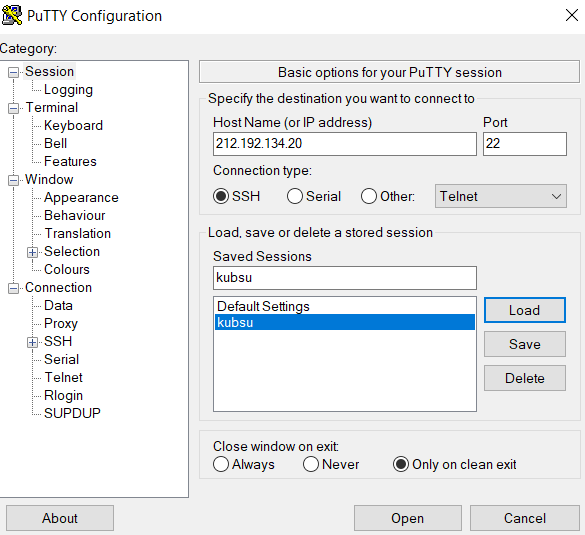 PuTTY Configuration
Category:
Session
Logging
Terminal
Keyboard
Bell
Features
Window
Appearance
Behaviour
Translation
Selection
Colours
Connection
Data
Proxy
SSH
Serial
Telnet
Rlogin
SUPDUP
Basic options for your PuTTY session
Specify the destination you want to connect to
Host Name (or IP address) Port
212.192.134.20 22
Connection type:
SSH Serial Other: Telnet
Load, save or delete a stored session
Saved Sessions
kubsu
Default Settings
kubsu
Load
Save
Delete
Close window on exit:
Always Never Only on clean exit
About Open Cancel